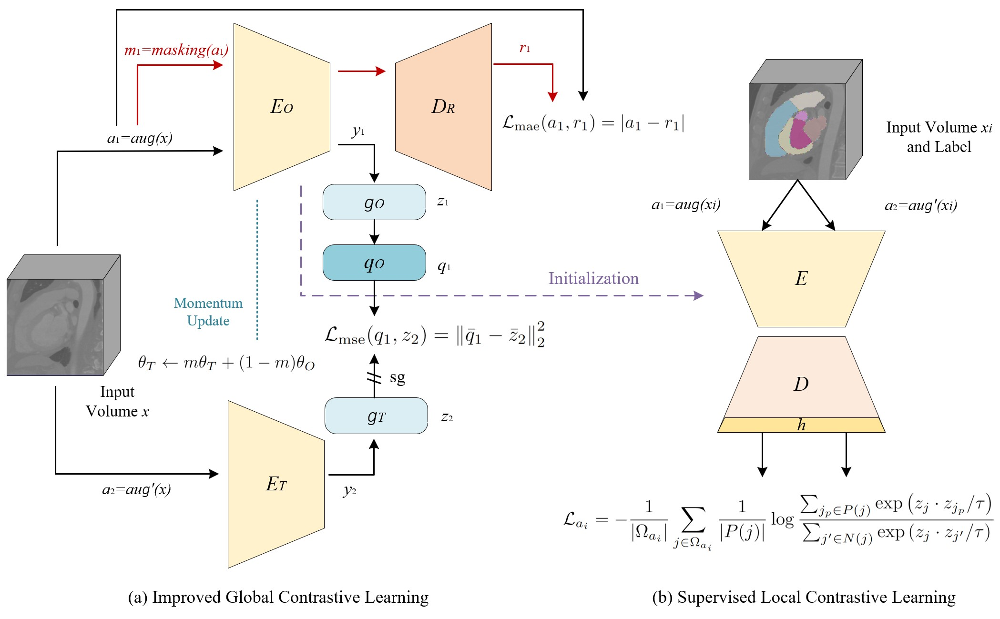 m₁=masking(a₁)
E_O
D_R
r₁
a₁=aug(x)
y₁
ℒ_mae(a₁, r₁) = |a₁ − r₁|
g_O
z₁
q_O
q₁
Momentum
Update
Initialization
ℒ_mse(q₁, z₂) = ‖q̄₁ − z̄₂‖₂²
θ_T ← mθ_T + (1 − m)θ_O
sg
Input
Volume x
g_T
z₂
E_T
a₂=aug'(x)
y₂
(a) Improved Global Contrastive Learning
Input Volume xi
and Label
a₁=aug(xi)
a₂=aug'(xi)
E
D
h
ℒ_{a_i} = −\frac{1}{|Ω_{a_i}|} ∑_{j∈Ω_{a_i}} \frac{1}{|P(j)|} log \frac{∑_{j_p∈P(j)} exp (z_j · z_{j_p}/τ)}{∑_{j′∈N(j)} exp (z_j · z_{j′}/τ)}
(b) Supervised Local Contrastive Learning